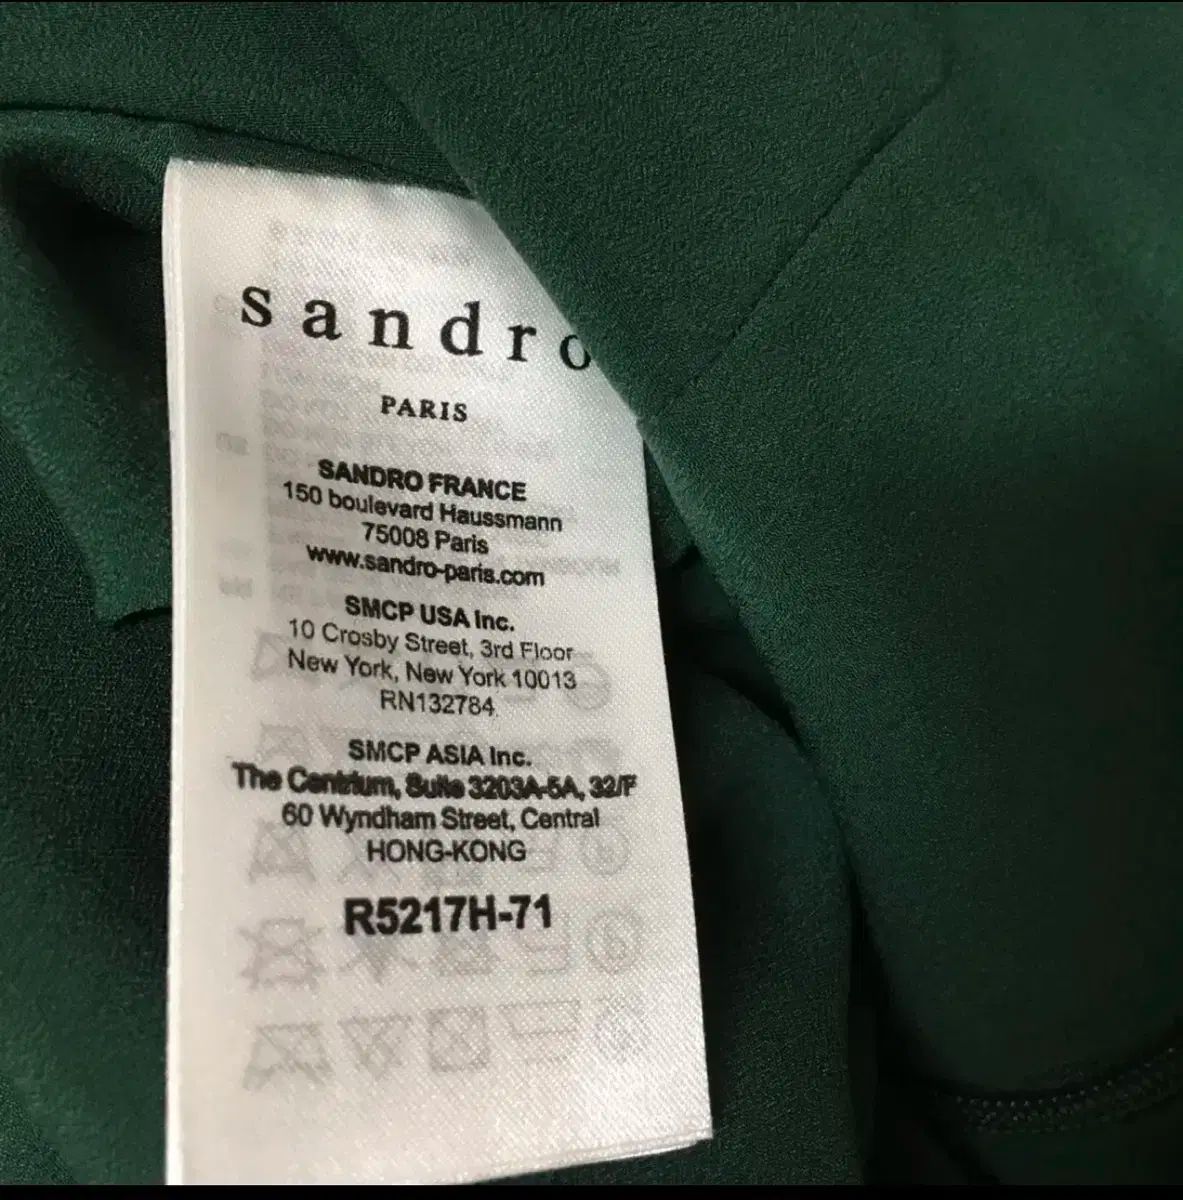 sandro
PARIS
SANDRO FRANCE
150 boulevard Haussmann
75008 Paris
www.sandro-paris.com
SMCP USA Inc.
10 Crosby Street, 3rd Floor
New York, New York 10013
RN132784
SMCP ASIA Inc.
The Centrium, Suite 3203A-5A, 32/F
60 Wyndham Street, Central
HONG-KONG
R5217H-71